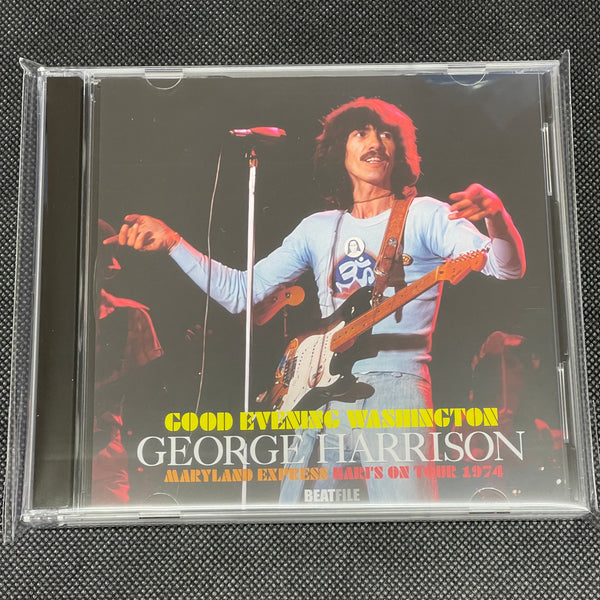 ॐ
GOOD EVENING WASHINGTON
GEORGE HARRISON
MARYLAND EXPRESS HARI'S ON TOUR 1974
BEATFILE